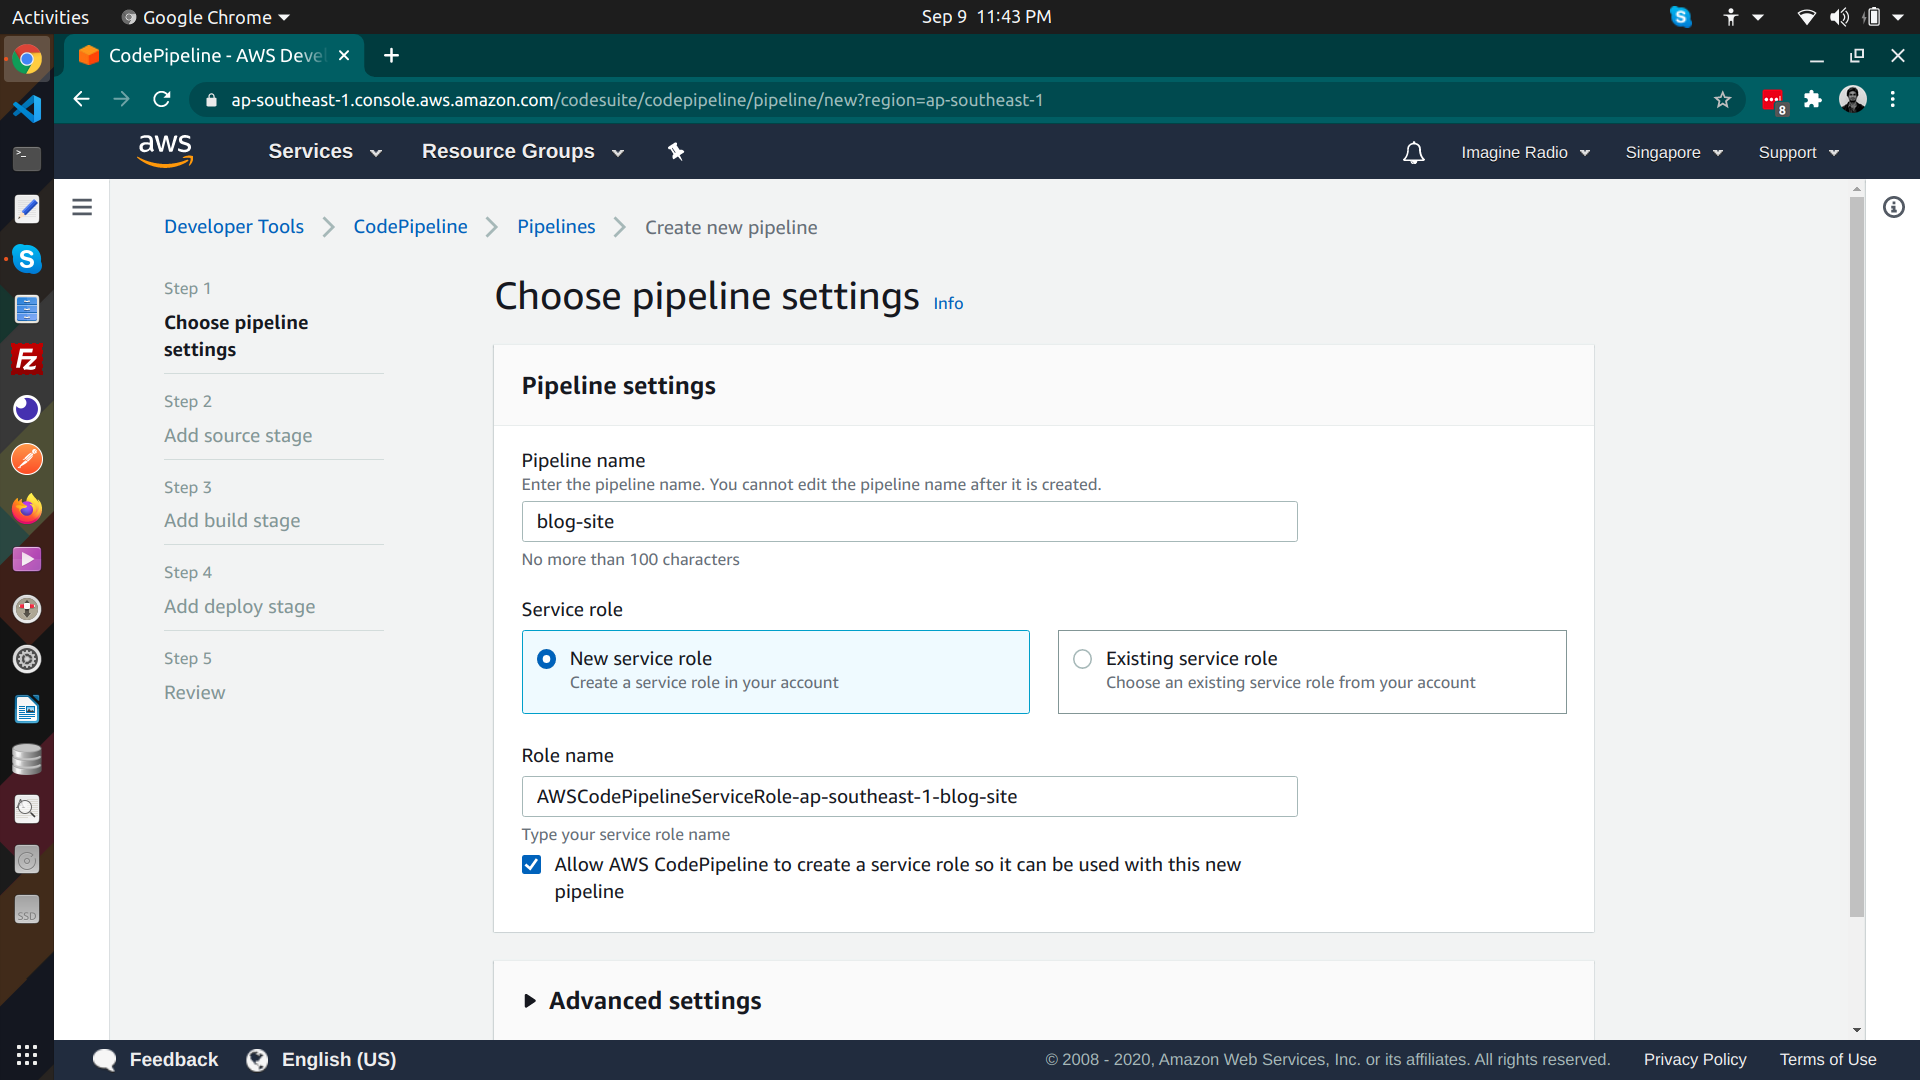 Activities
Google Chrome
Sep 9 11:43 PM
CodePipeline - AWS Devel
ap-southeast-1.console.aws.amazon.com/codesuite/codepipeline/pipeline/new?region=ap-southeast-1
8
aws
Services
Resource Groups
Imagine Radio
Singapore
Support
Developer Tools
CodePipeline
Pipelines
Create new pipeline
Step 1
Choose pipeline
settings
Step 2
Add source stage
Step 3
Add build stage
Step 4
Add deploy stage
Step 5
Review
Choose pipeline settings
Info
Pipeline settings
Pipeline name
Enter the pipeline name. You cannot edit the pipeline name after it is created.
blog-site
No more than 100 characters
Service role
New service role
Create a service role in your account
Existing service role
Choose an existing service role from your account
Role name
AWSCodePipelineServiceRole-ap-southeast-1-blog-site
Type your service role name
Allow AWS CodePipeline to create a service role so it can be used with this new
pipeline
Advanced settings
SSD
Feedback
English (US)
© 2008 - 2020, Amazon Web Services, Inc. or its affiliates. All rights reserved.
Privacy Policy
Terms of Use